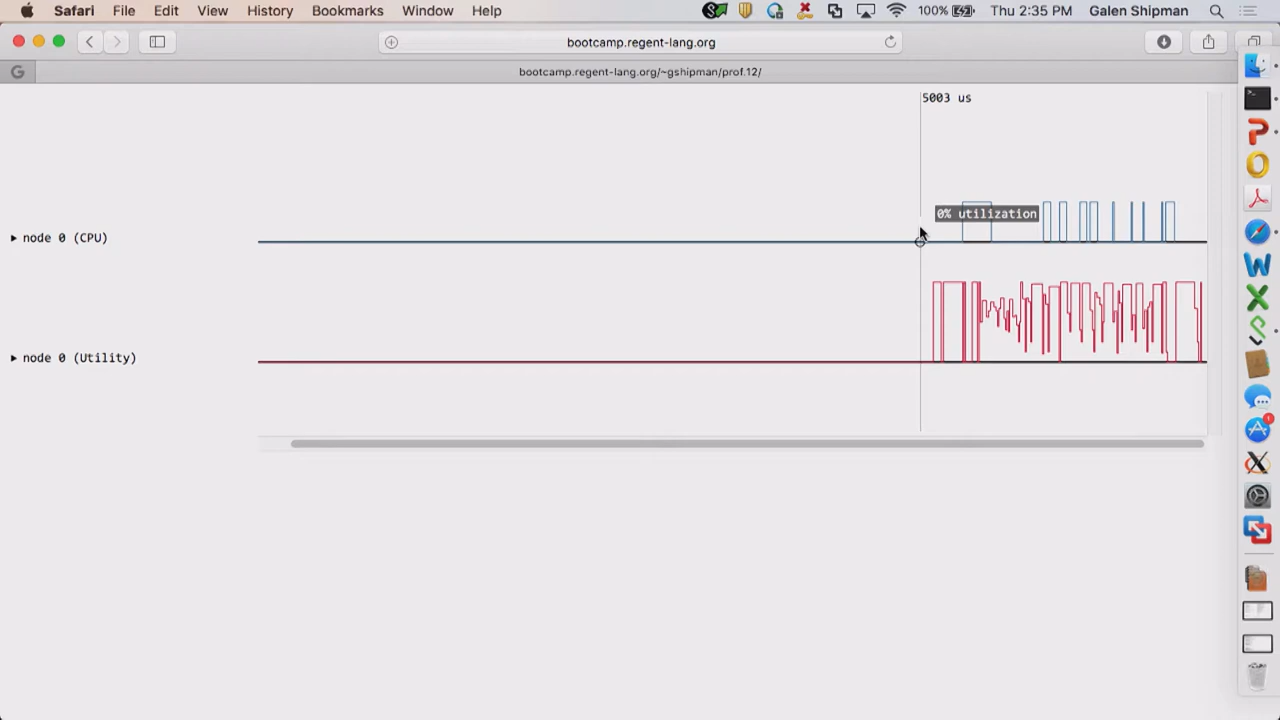 Safari File Edit View History Bookmarks Window Help 100% Thu 2:35 PM Galen Shipman
bootcamp.regent-lang.org
G bootcamp.regent-lang.org/~gshipman/prof.12/
5003 us
0% utilization
node 0 (CPU)
node 0 (Utility)